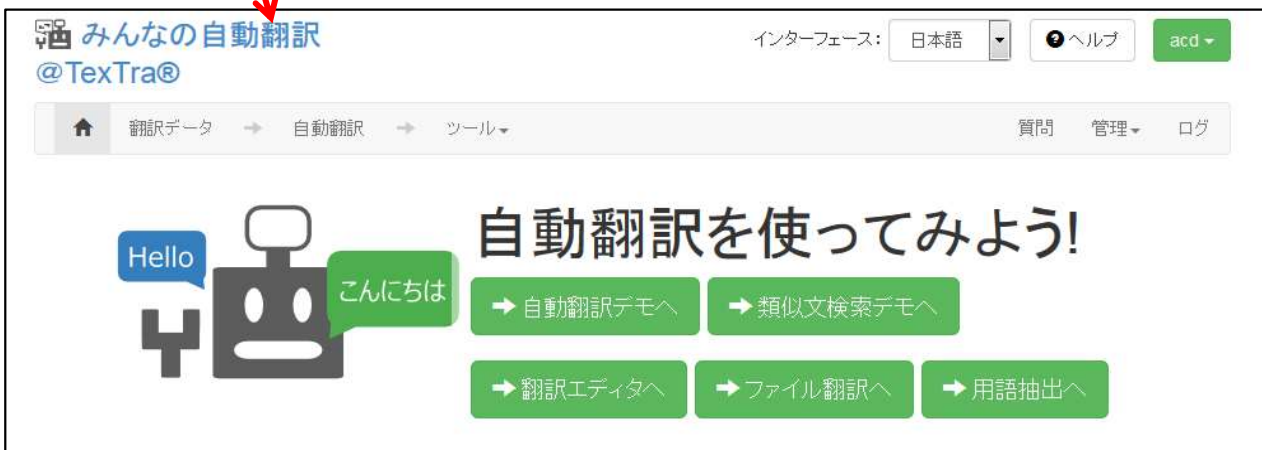 みんなの自動翻訳
@TexTra®
インターフェース: 日本語 ヘルプ acd
翻訳データ 自動翻訳 ツール 質問 管理 ログ
自動翻訳を使ってみよう!
Hello
こんにちは
自動翻訳デモへ 類似文検索デモへ
翻訳エディタへ ファイル翻訳へ 用語抽出へ